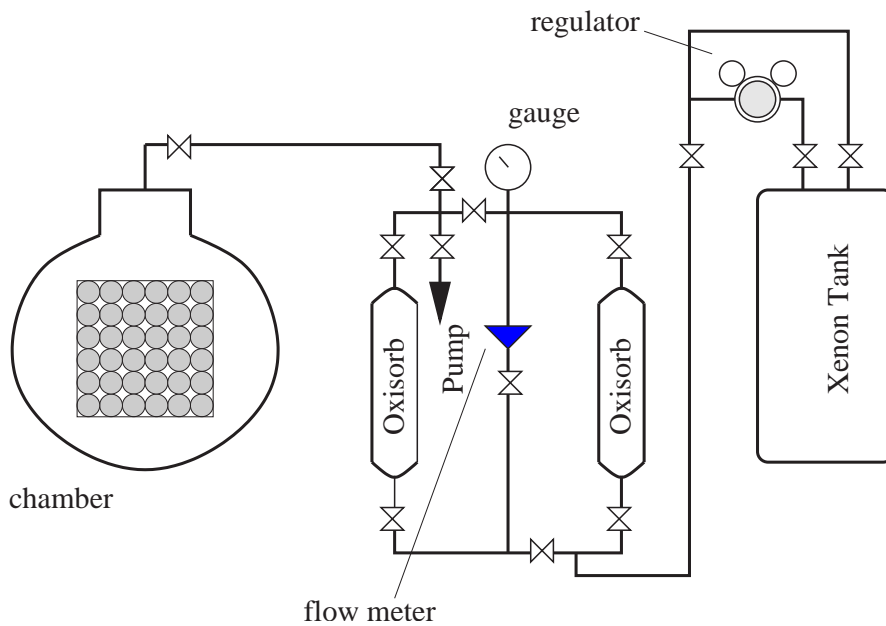 regulator
gauge
Oxisorb
Pump
Oxisorb
Xenon Tank
chamber
flow meter